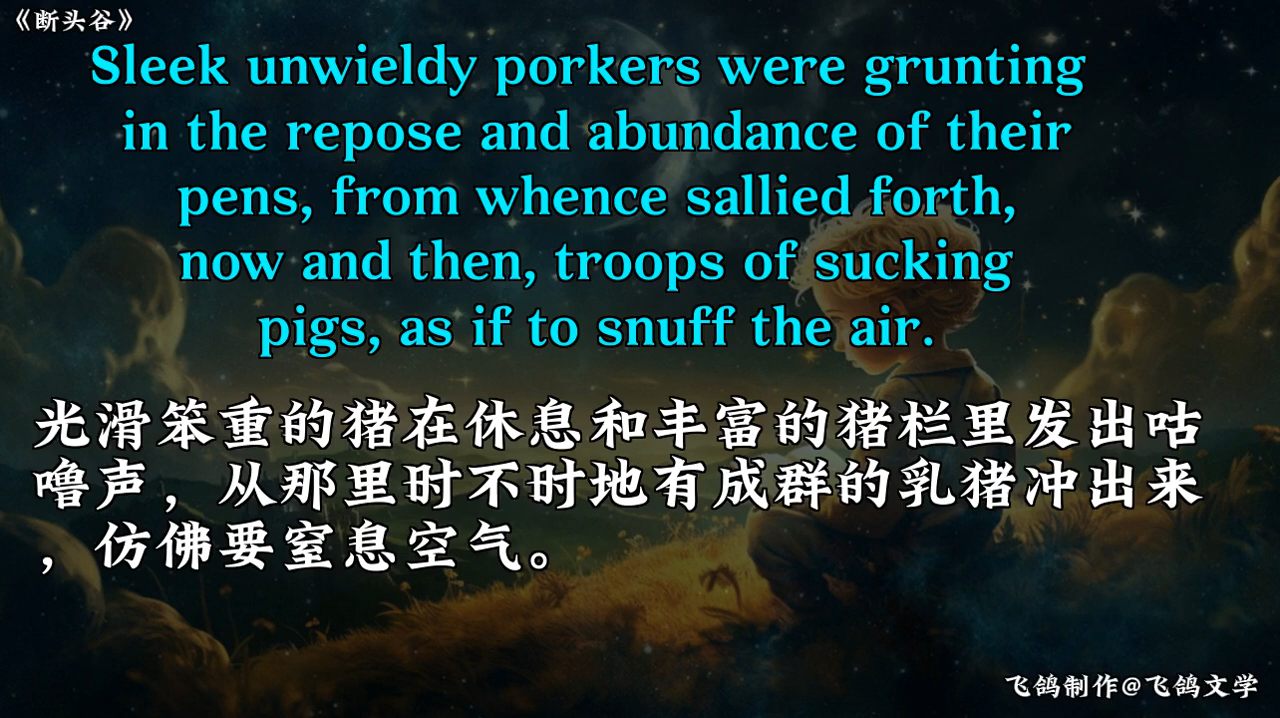 《断头谷》
Sleek unwieldy porkers were grunting
in the repose and abundance of their
pens, from whence sallied forth,
now and then, troops of sucking
pigs, as if to snuff the air.
光滑笨重的猪在休息和丰富的猪栏里发出咕
噜声，从那里时不时地有成群的乳猪冲出来
，仿佛要窒息空气。
飞鸽制作@飞鸽文学